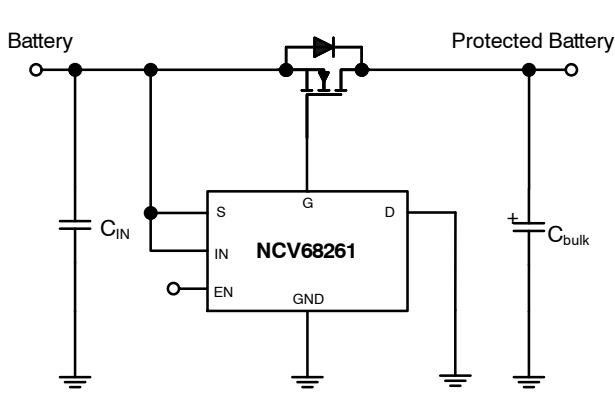 Battery
Protected Battery
G
S
D
IN
NCV68261
EN
GND
CIN
+
Cbulk